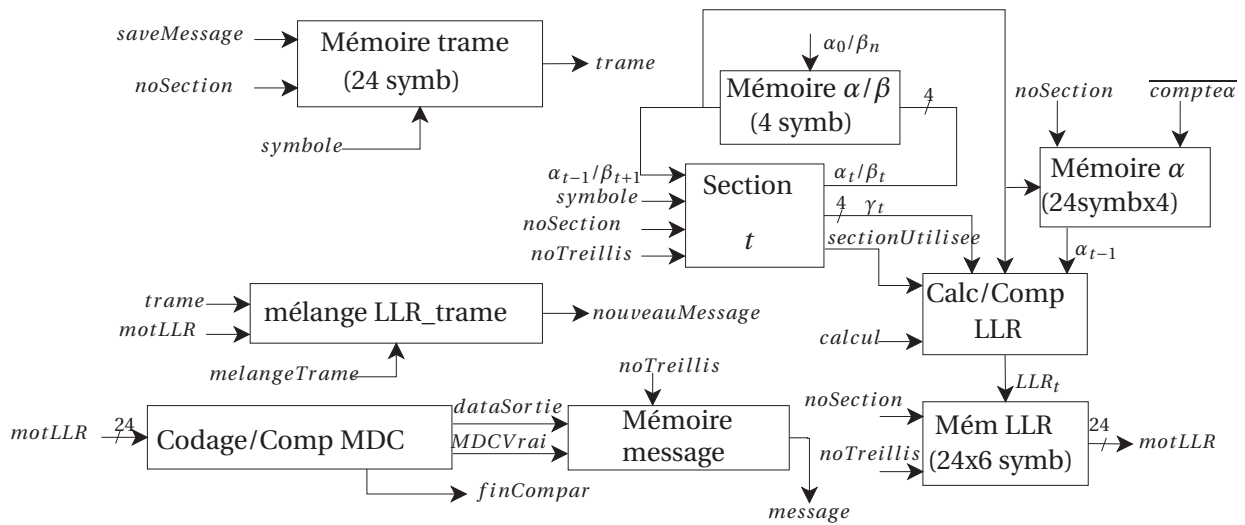 saveMessage
noSection
Mémoire trame
(24 symb)
trame
symbole
α0/βn
Mémoire α/β
(4 symb)
4
noSection
compteα
Mémoire α
(24symbx4)
αt−1
αt−1/βt+1
symbole
noSection
noTreillis
Section
t
αt/βt
4
γt
sectionUtilisee
Calc/Comp
LLR
calcul
LLRt
trame
motLLR
mélange LLR_trame
nouveauMessage
melangeTrame
noTreillis
motLLR
24
Codage/Comp MDC
dataSortie
MDCVrai
finCompar
Mémoire
message
message
noSection
noTreillis
Mém LLR
(24x6 symb)
24
motLLR